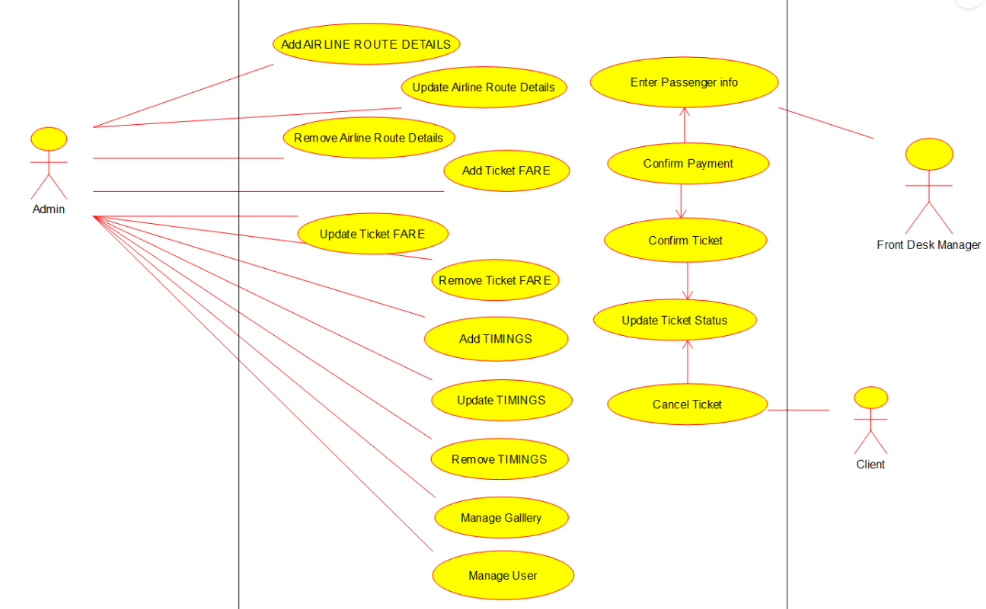 Add AIRLINE ROUTE DETAILS
Update Airline Route Details
Enter Passenger info
Remove Airline Route Details
Confirm Payment
Add Ticket FARE
Admin
Update Ticket FARE
Confirm Ticket
Front Desk Manager
Remove Ticket FARE
Update Ticket Status
Add TIMINGS
Update TIMINGS
Cancel Ticket
Remove TIMINGS
Client
Manage Galllery
Manage User